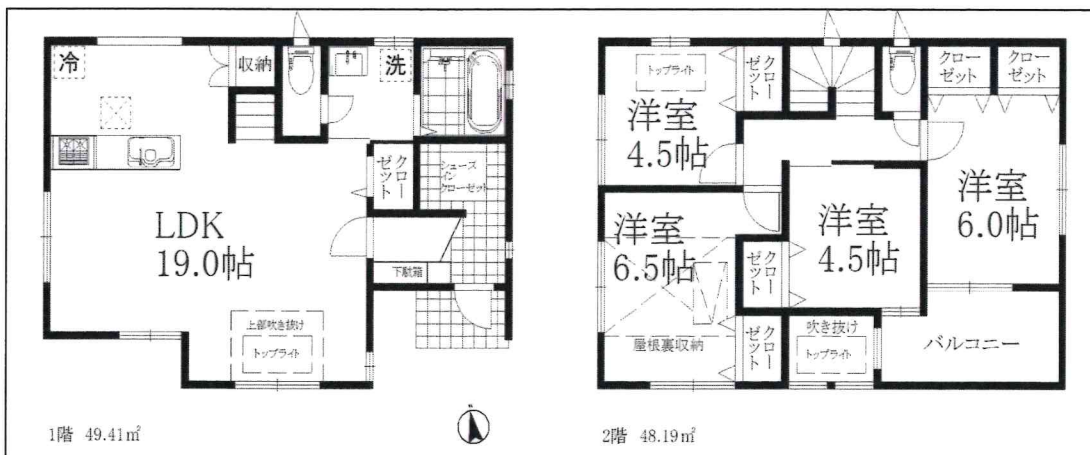 冷
収納
洗
クローゼット
シューズ
イン
クローゼット
LDK
19.0帖
下駄箱
上部吹き抜け
トップライト
1階 49.41㎡
トップライト
クローゼット
クローゼット
クローゼット
洋室
4.5帖
洋室
6.0帖
洋室
6.5帖
洋室
4.5帖
クローゼット
屋根裏収納
クローゼット
吹き抜け
トップライト
バルコニー
2階 48.19㎡